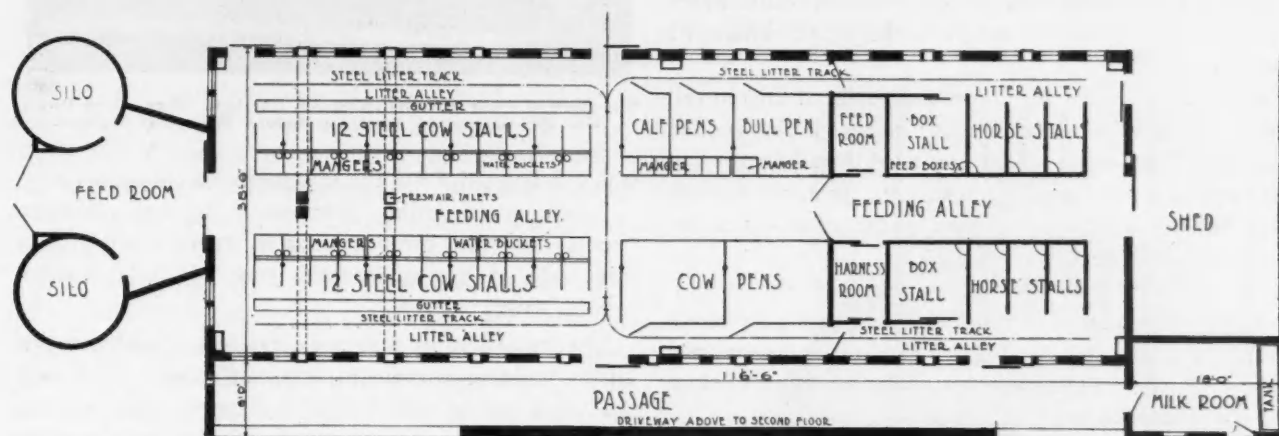 STEEL LITTER TRACK
LITTER ALLEY
GUTTER
12 STEEL COW STALLS
MANGERS
WATER BUCKETS
FRESH AIR INLETS
FEEDING ALLEY.
MANGERS
WATER BUCKETS
12 STEEL COW STALLS
GUTTER
STEEL LITTER TRACK
LITTER ALLEY
SILO
FEED ROOM
SILO
38'-0"
8'-0"
STEEL LITTER TRACK
LITTER ALLEY
CALF PENS
BULL PEN
FEED
ROOM
BOX
STALL
HORSE STALLS
MANGER
MANGER
FEED BOXES
FEEDING ALLEY
SHED
COW PENS
HARNESS
ROOM
BOX
STALL
HORSE STALLS
STEEL LITTER TRACK
LITTER ALLEY
116'-6"
PASSAGE
DRIVEWAY ABOVE TO SECOND FLOOR
18'-0"
MILK ROOM
TANK